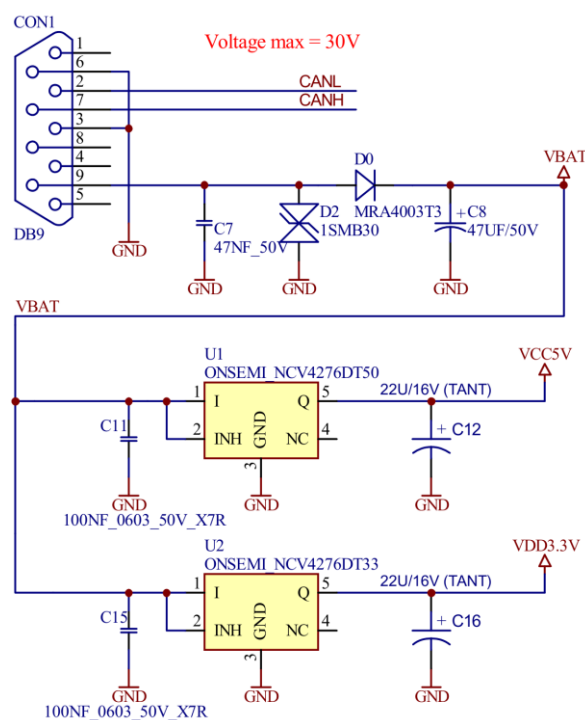 CON1
Voltage max = 30V
1
6
2
CANL
7
CANH
3
8
4
9
5
DB9
GND
C7
47NF_50V
GND
D2
1SMB30
GND
D0
MRA4003T3
+ C8
47UF/50V
GND
VBAT
VBAT
U1
ONSEMI_NCV4276DT50
1 I
2 INH
GND
3
Q 5
NC 4
GND
22U/16V (TANT)
VCC5V
+ C12
GND
C11
GND
100NF_0603_50V_X7R
U2
ONSEMI_NCV4276DT33
1 I
2 INH
GND
3
Q 5
NC 4
GND
22U/16V (TANT)
VDD3.3V
+ C16
GND
C15
GND
100NF_0603_50V_X7R